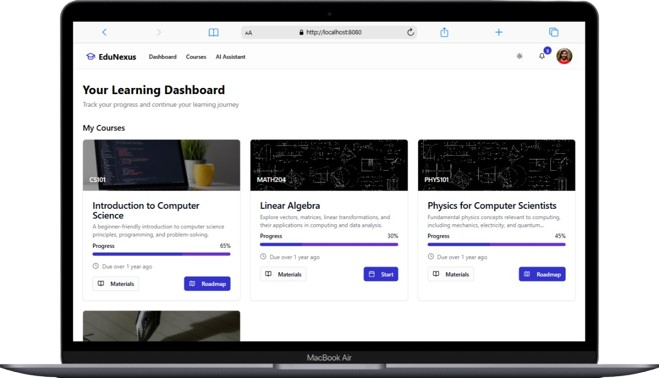 AA http://localhost:8080
EduNexus Dashboard Courses AI Assistant
Your Learning Dashboard
Track your progress and continue your learning journey
My Courses
CS101
Introduction to Computer
Science
A beginner-friendly introduction to computer science
principles, programming, and problem-solving.
Progress 65%
Due over 1 year ago
Materials Roadmap
MATH204
Linear Algebra
Explore vectors, matrices, linear transformations, and
their applications in computing and data analysis.
Progress 30%
Due over 1 year ago
Materials Start
PHYS101
Physics for Computer Scientists
Fundamental physics concepts relevant to computing,
including mechanics, electricity, and quantum...
Progress 45%
Due over 1 year ago
Materials Roadmap
MacBook Air